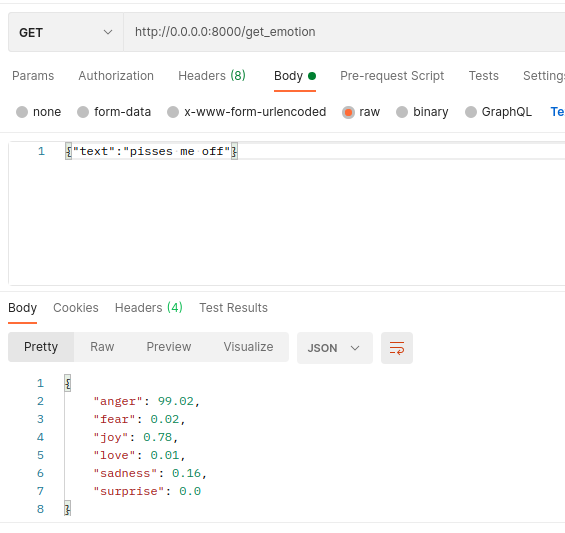 GET http://0.0.0.0:8000/get_emotion
Params Authorization Headers (8) Body Pre-request Script Tests Setting
none form-data x-www-form-urlencoded raw binary GraphQL Te
1 {"text":"pisses me off"}
Body Cookies Headers (4) Test Results
Pretty Raw Preview Visualize JSON
1 {
2 "anger": 99.02,
3 "fear": 0.02,
4 "joy": 0.78,
5 "love": 0.01,
6 "sadness": 0.16,
7 "surprise": 0.0
8 }